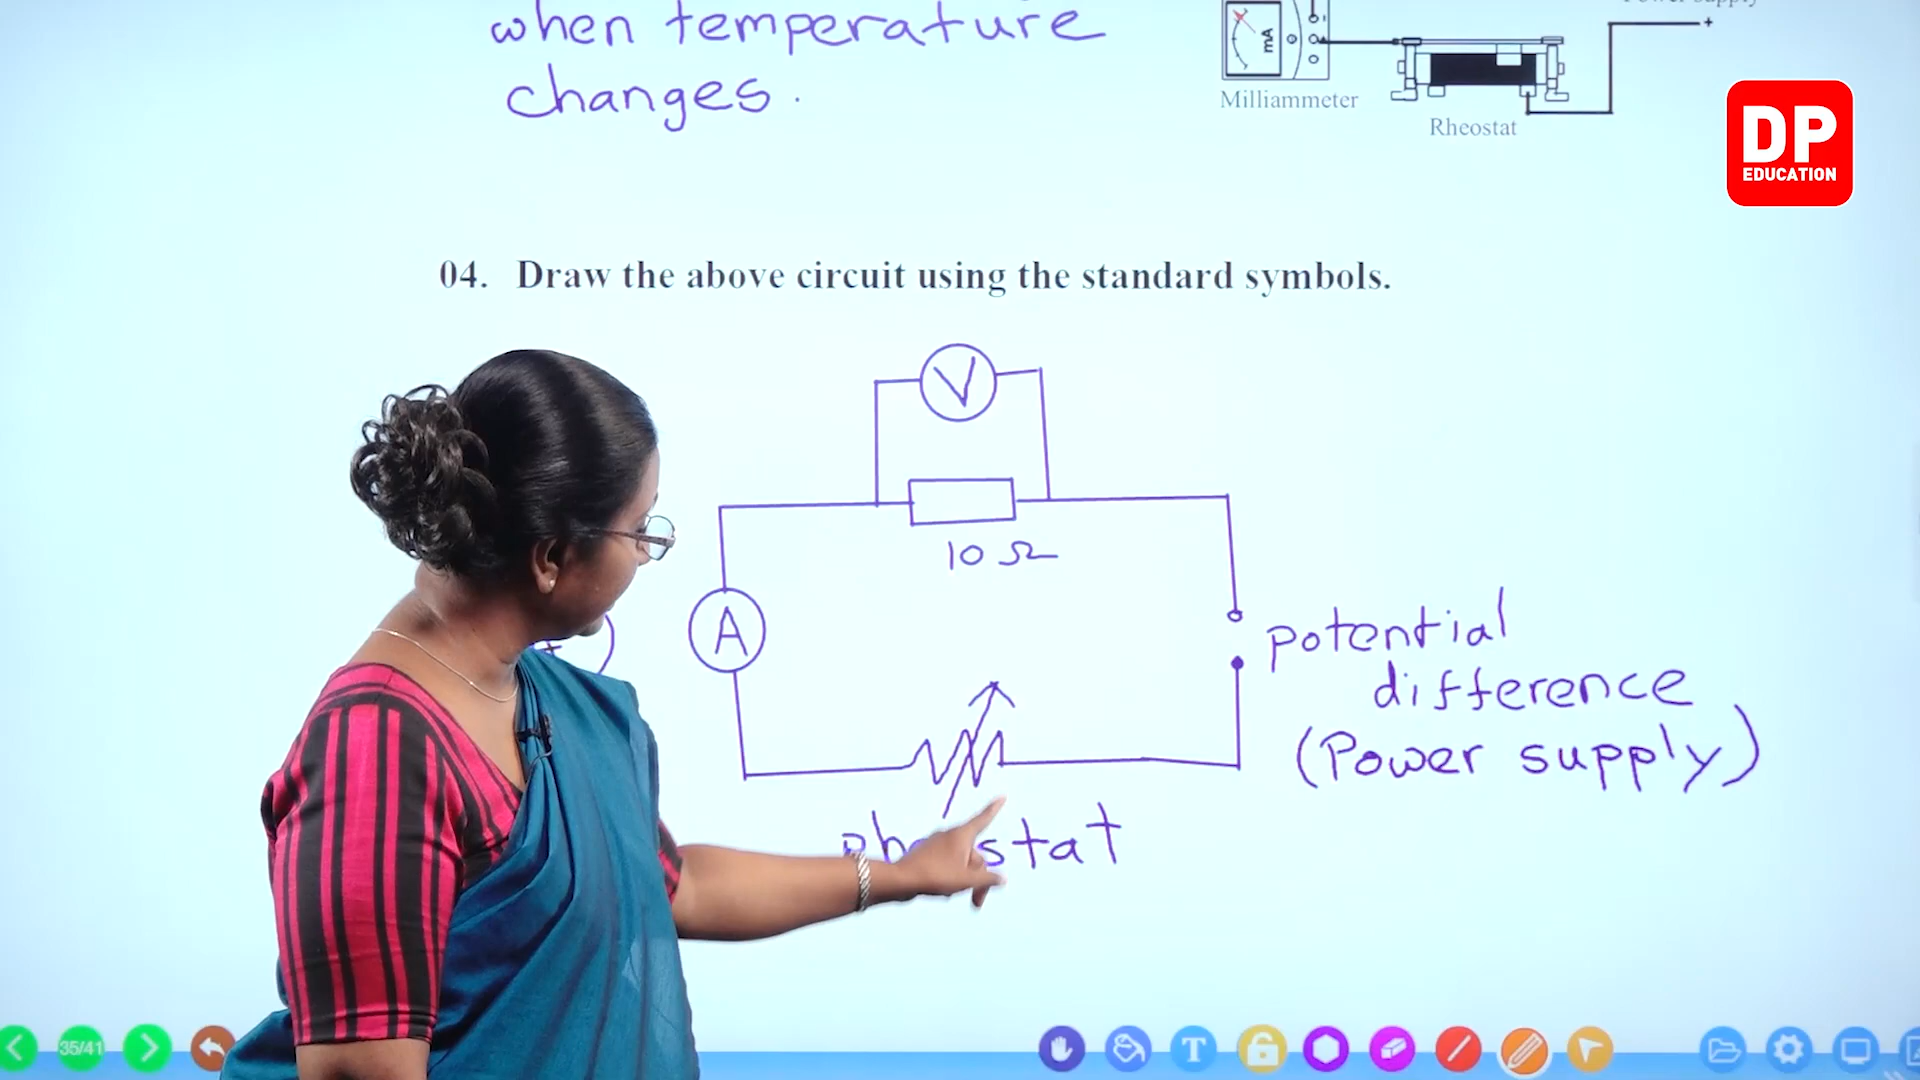 when temperature
changes.
mA
+
Milliammeter
Rheostat
DP
EDUCATION
04. Draw the above circuit using the standard symbols.
V
10 Ω
A
potential
difference
(Power supply)
35/41
T